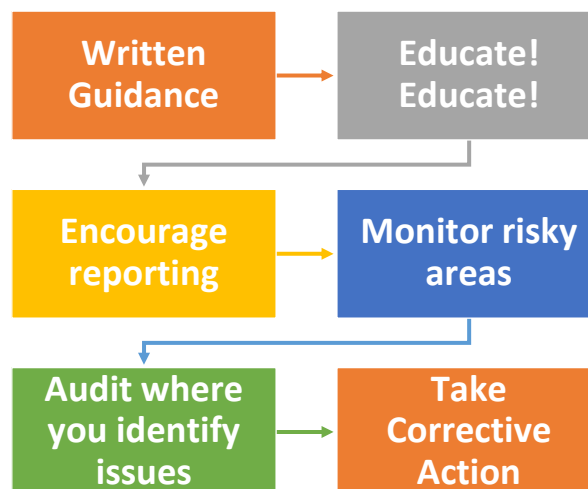 Written
Guidance
Educate!
Educate!
Encourage
reporting
Monitor risky
areas
Audit where
you identify
issues
Take
Corrective
Action